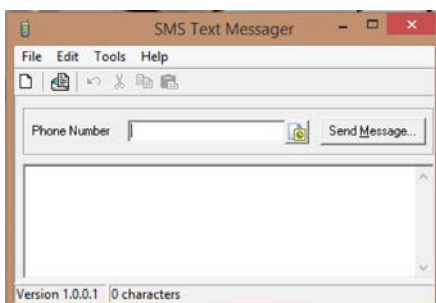 SMS Text Messager
File Edit Tools Help
Phone Number Send Message...
Version 1.0.0.1 0 characters